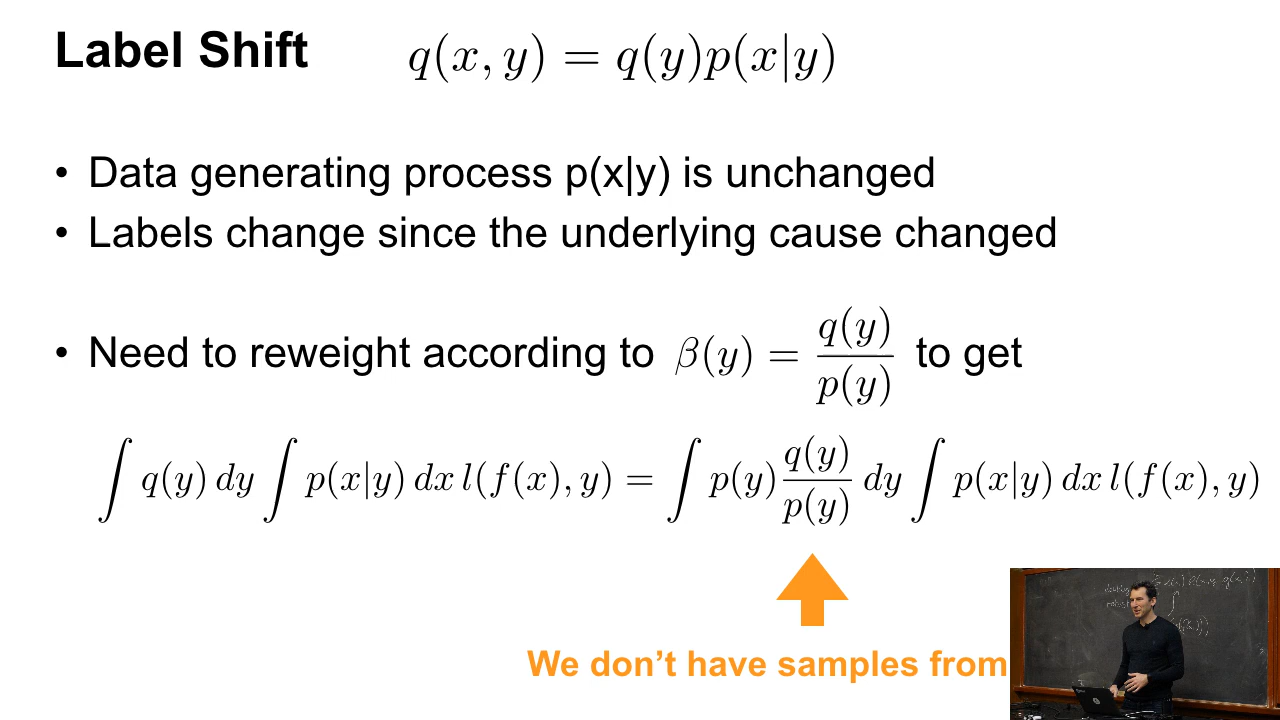 Label Shift q(x, y) = q(y)p(x|y)
• Data generating process p(x|y) is unchanged
• Labels change since the underlying cause changed
• Need to reweight according to β(y) = q(y)/p(y) to get
∫ q(y) dy ∫ p(x|y) dx l(f(x), y) = ∫ p(y) q(y)/p(y) dy ∫ p(x|y) dx l(f(x), y)
We don't have samples from